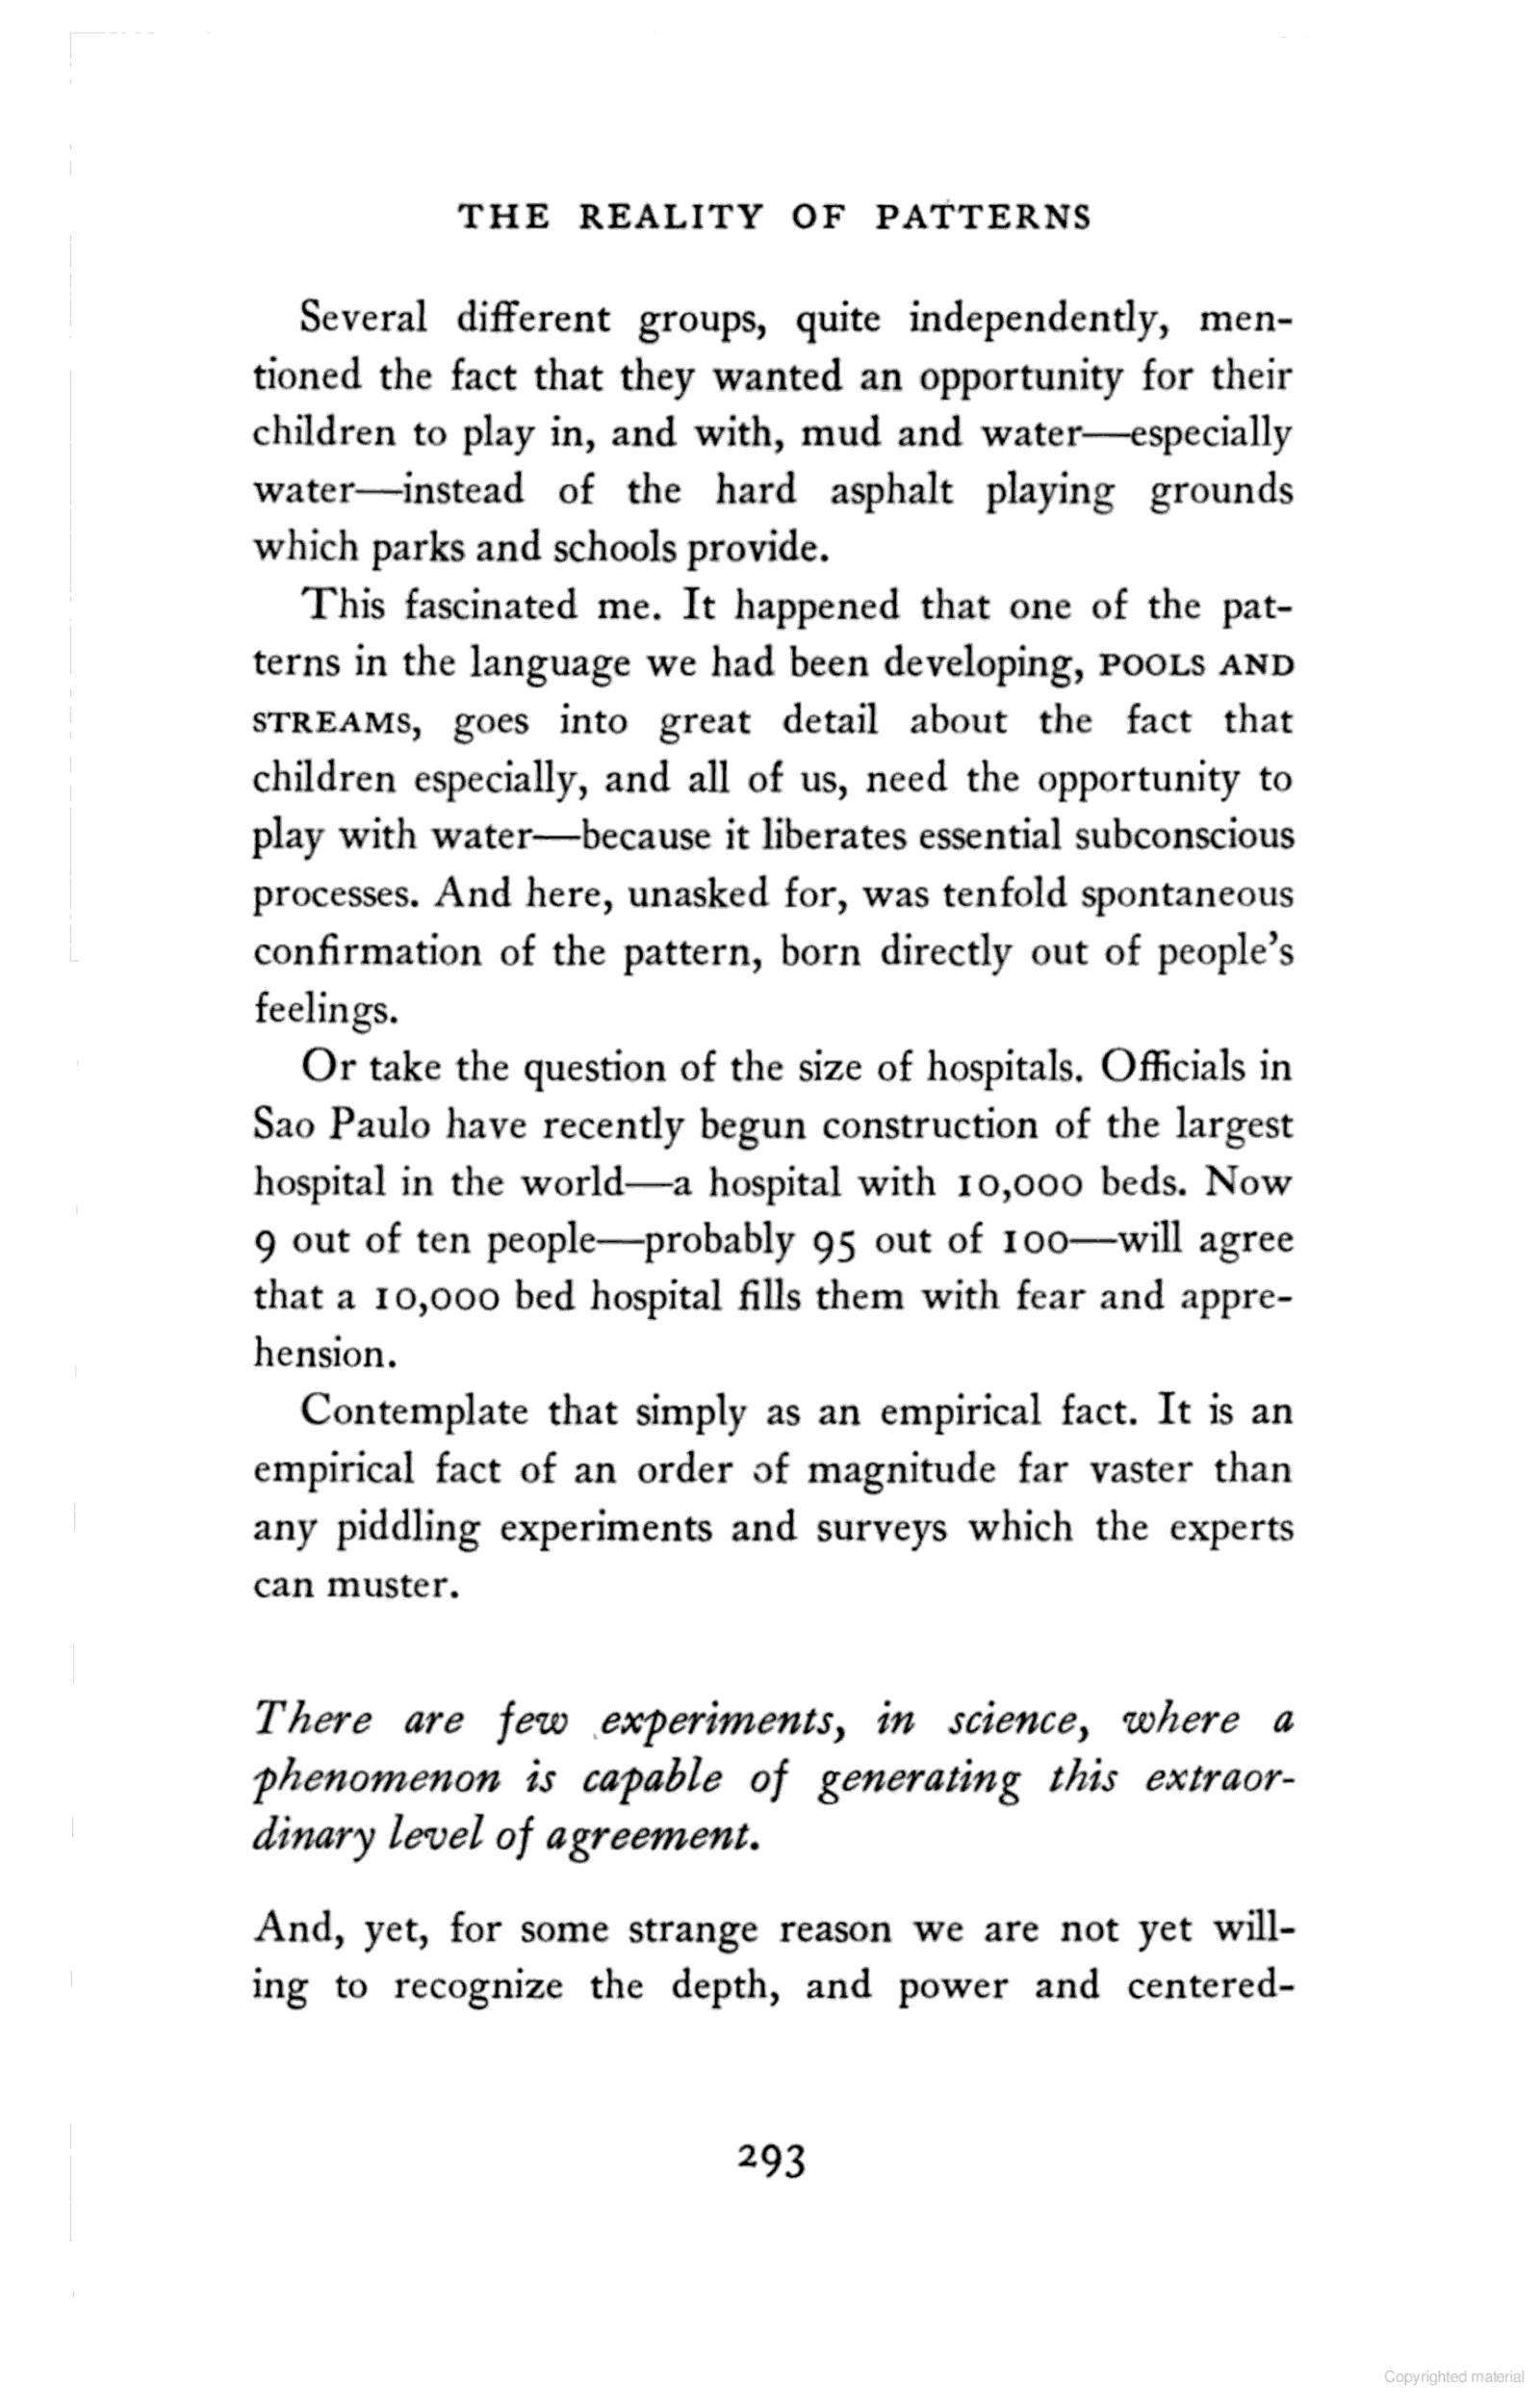 THE REALITY OF PATTERNS
Several different groups, quite independently, men-
tioned the fact that they wanted an opportunity for their
children to play in, and with, mud and water—especially
water—instead of the hard asphalt playing grounds
which parks and schools provide.
This fascinated me. It happened that one of the pat-
terns in the language we had been developing, POOLS AND
STREAMS, goes into great detail about the fact that
children especially, and all of us, need the opportunity to
play with water—because it liberates essential subconscious
processes. And here, unasked for, was tenfold spontaneous
confirmation of the pattern, born directly out of people's
feelings.
Or take the question of the size of hospitals. Officials in
Sao Paulo have recently begun construction of the largest
hospital in the world—a hospital with 10,000 beds. Now
9 out of ten people—probably 95 out of 100—will agree
that a 10,000 bed hospital fills them with fear and appre-
hension.
Contemplate that simply as an empirical fact. It is an
empirical fact of an order of magnitude far vaster than
any piddling experiments and surveys which the experts
can muster.
There are few experiments, in science, where a
phenomenon is capable of generating this extraor-
dinary level of agreement.
And, yet, for some strange reason we are not yet will-
ing to recognize the depth, and power and centered-
293
Copyrighted material